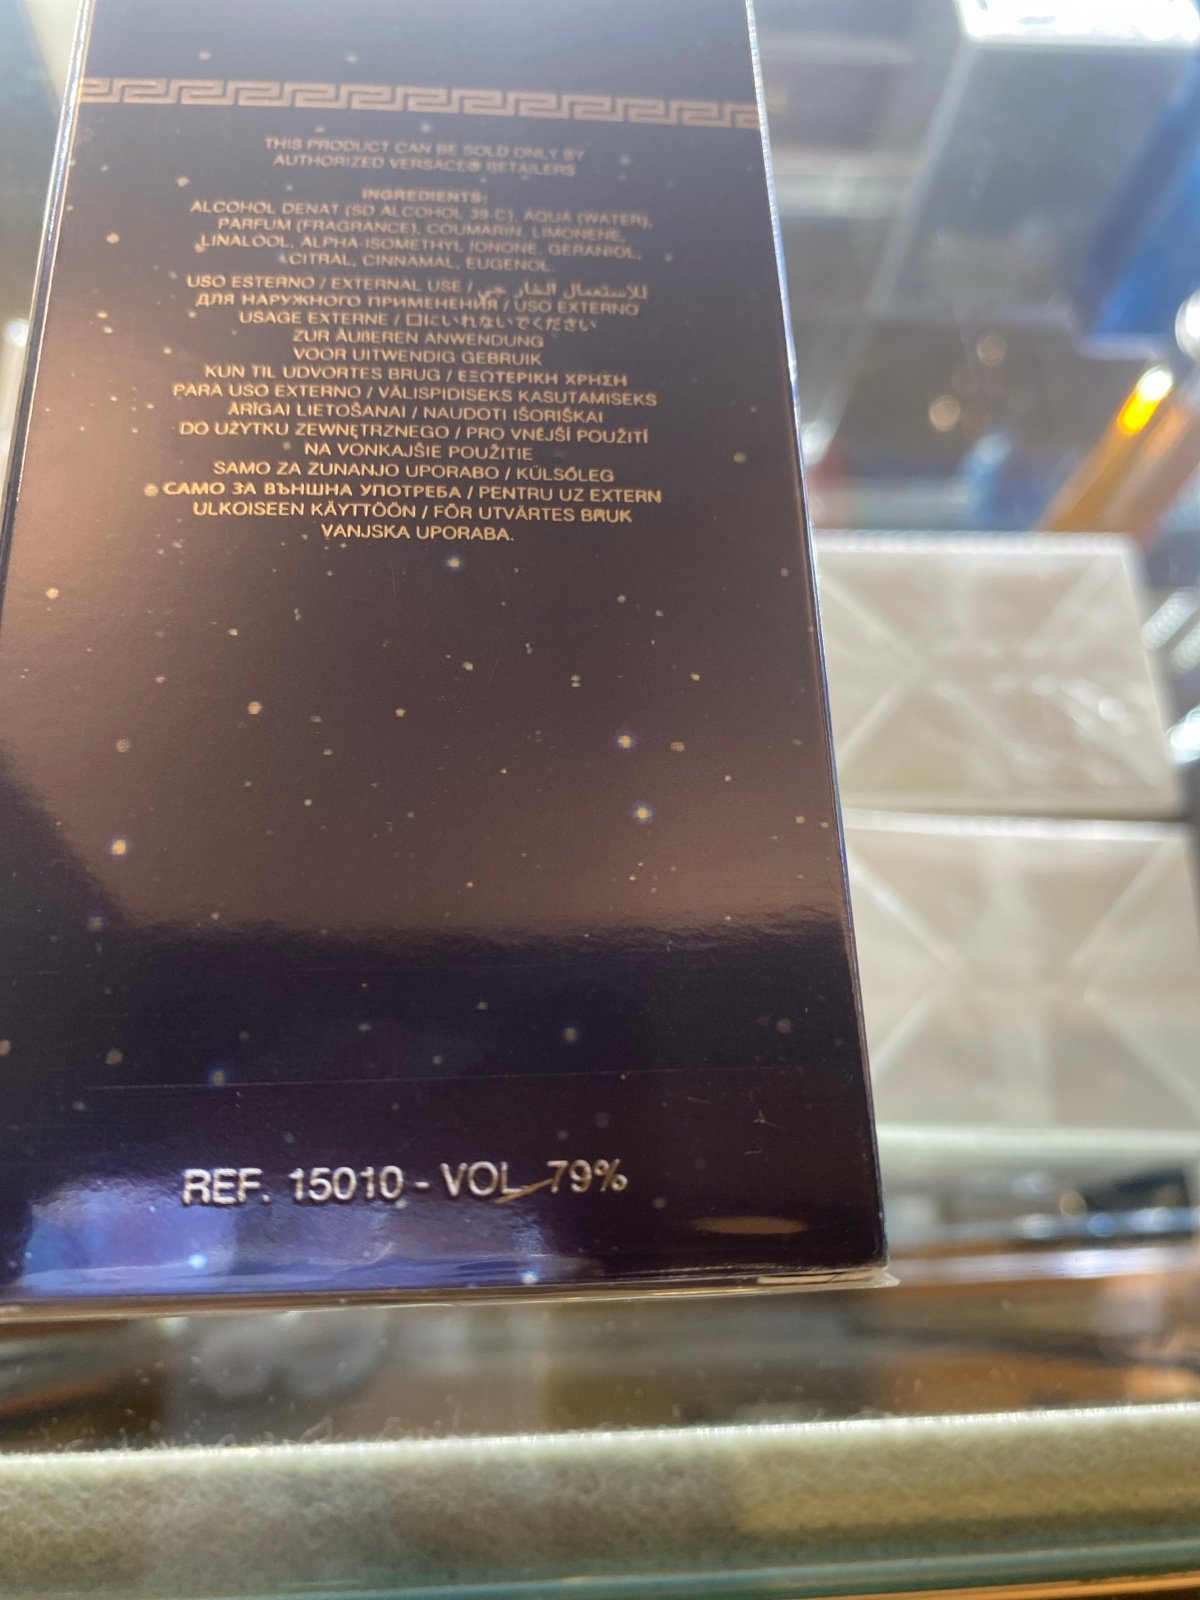 THIS PRODUCT CAN BE SOLD ONLY BY
AUTHORIZED VERSACE® RETAILERS
INGREDIENTS:
ALCOHOL DENAT (SD ALCOHOL 39-C), AQUA (WATER),
PARFUM (FRAGRANCE), COUMARIN, LIMONENE,
LINALOOL, ALPHA-ISOMETHYL IONONE, GERANIOL,
CITRAL, CINNAMAL, EUGENOL.
USO ESTERNO / EXTERNAL USE / للاستعمال الخارجي
ДЛЯ НАРУЖНОГО ПРИМЕНЕНИЯ / USO EXTERNO
USAGE EXTERNE / 口にいれないでください
ZUR ÄUßEREN ANWENDUNG
VOOR UITWENDIG GEBRUIK
KUN TIL UDVORTES BRUG / ΕΞΩΤΕΡΙΚΗ ΧΡΗΣΗ
PARA USO EXTERNO / VÄLISPIDISEKS KASUTAMISEKS
ĀRĪGAI LIETOŠANAI / NAUDOTI IŠORIŠKAI
DO UŻYTKU ZEWNĘTRZNEGO / PRO VNĚJŠÍ POUŽITÍ
NA VONKAJŠIE POUŽITIE
SAMO ZA ZUNANJO UPORABO / KÜLSŐLEG
САМО ЗА ВЪНШНА УПОТРЕБА / PENTRU UZ EXTERN
ULKOISEEN KÄYTTÖÖN / FÖR UTVÄRTES BRUK
VANJSKA UPORABA.
REF. 15010 - VOL 79%